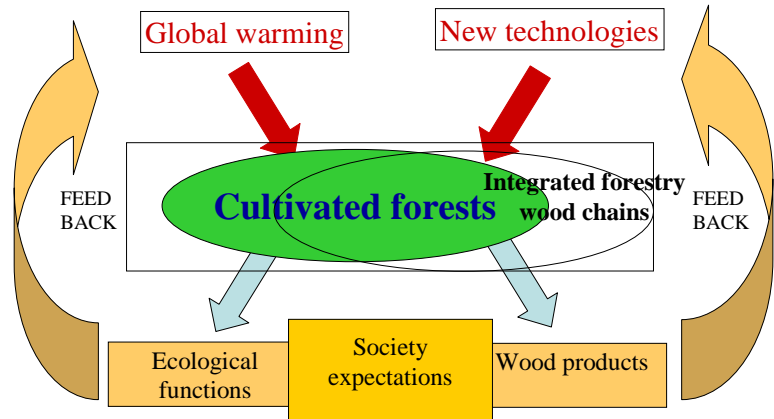 Global warming
New technologies
FEED
BACK
Cultivated forests
Integrated forestry
wood chains
FEED
BACK
Ecological
functions
Society
expectations
Wood products